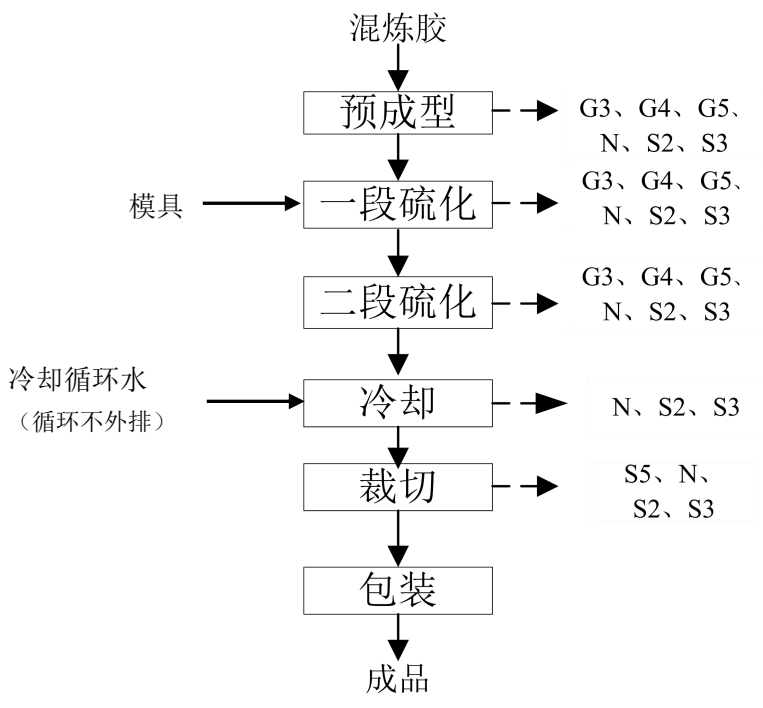 混炼胶
预成型
G3、G4、G5、
N、S2、S3
模具
一段硫化
G3、G4、G5、
N、S2、S3
二段硫化
G3、G4、G5、
N、S2、S3
冷却循环水
（循环不外排）
冷却
N、S2、S3
裁切
S5、N、
S2、S3
包装
成品